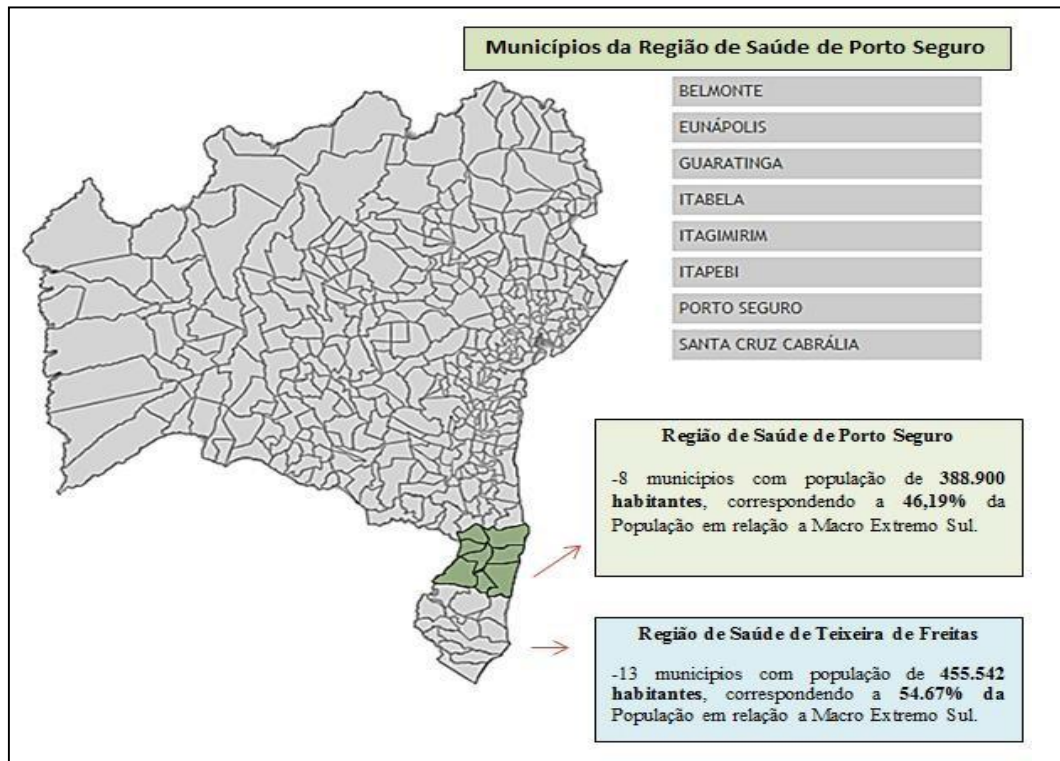 Municípios da Região de Saúde de Porto Seguro
BELMONTE
EUNÁPOLIS
GUARATINGA
ITABELA
ITAGIMIRIM
ITAPEBI
PORTO SEGURO
SANTA CRUZ CABRÁLIA
Região de Saúde de Porto Seguro
-8 municípios com população de 388.900
habitantes, correspondendo a 46,19% da
População em relação a Macro Extremo Sul.
Região de Saúde de Teixeira de Freitas
-13 municípios com população de 455.542
habitantes, correspondendo a 54.67% da
População em relação a Macro Extremo Sul.